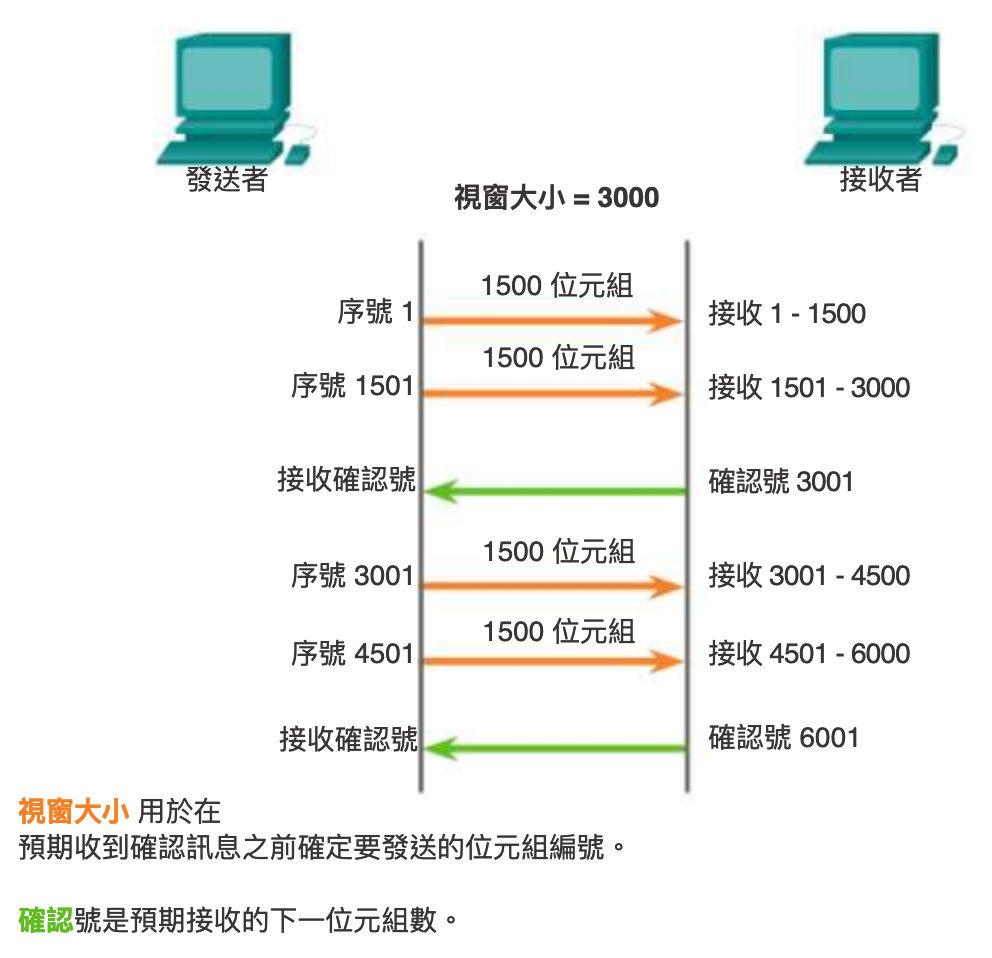 發送者
接收者
視窗大小 = 3000
1500 位元組
序號 1
接收 1 - 1500
1500 位元組
序號 1501
接收 1501 - 3000
接收確認號
確認號 3001
1500 位元組
序號 3001
接收 3001 - 4500
1500 位元組
序號 4501
接收 4501 - 6000
接收確認號
確認號 6001
視窗大小 用於在
預期收到確認訊息之前確定要發送的位元組編號。
確認號是預期接收的下一位元組數。